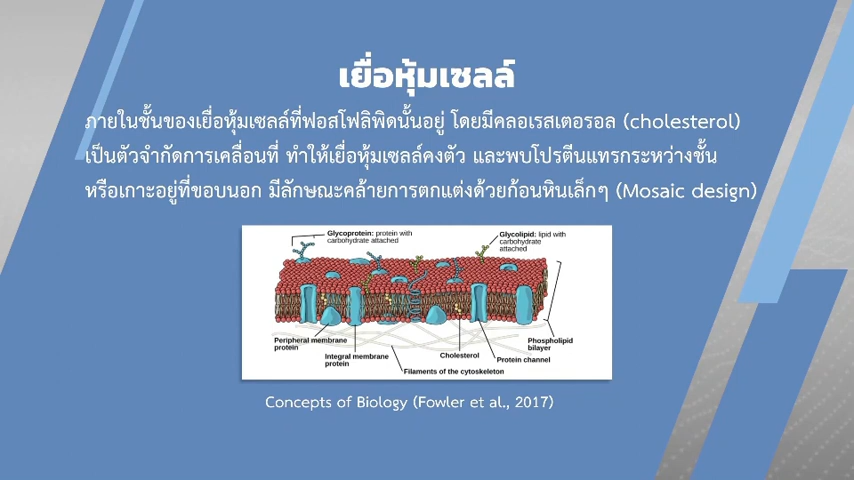 เยื่อหุ้มเซลล์
ภายในชั้นของเยื่อหุ้มเซลล์ที่ฟอสโฟลิพิดนั้นอยู่ โดยมีคลอเรสเตอรอล (cholesterol)
เป็นตัวจำกัดการเคลื่อนที่ ทำให้เยื่อหุ้มเซลล์คงตัว และพบโปรตีนแทรกระหว่างชั้น
หรือเกาะอยู่ที่ขอบนอก มีลักษณะคล้ายการตกแต่งด้วยก้อนหินเล็กๆ (Mosaic design)
Glycoprotein: protein with
carbohydrate attached
Glycolipid: lipid with
carbohydrate
attached
Peripheral membrane
protein
Integral membrane
protein
Cholesterol
Filaments of the cytoskeleton
Protein channel
Phospholipid
bilayer
Concepts of Biology (Fowler et al., 2017)